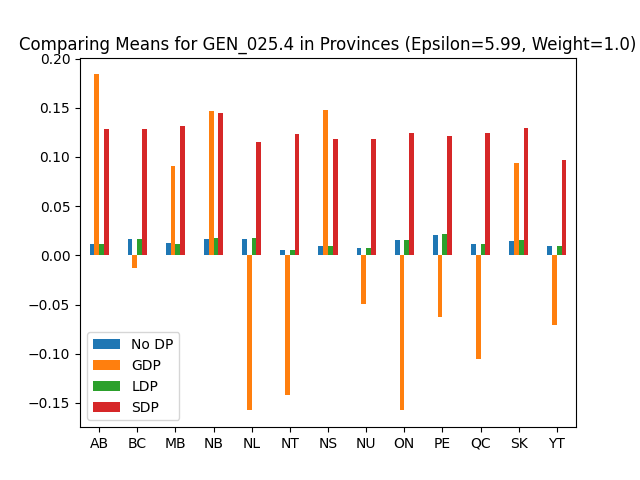 Comparing Means for GEN_025.4 in Provinces (Epsilon=5.99, Weight=1.0)
0.20
0.15
0.10
0.05
0.00
−0.05
−0.10
−0.15
No DP
GDP
LDP
SDP
AB BC MB NB NL NT NS NU ON PE QC SK YT